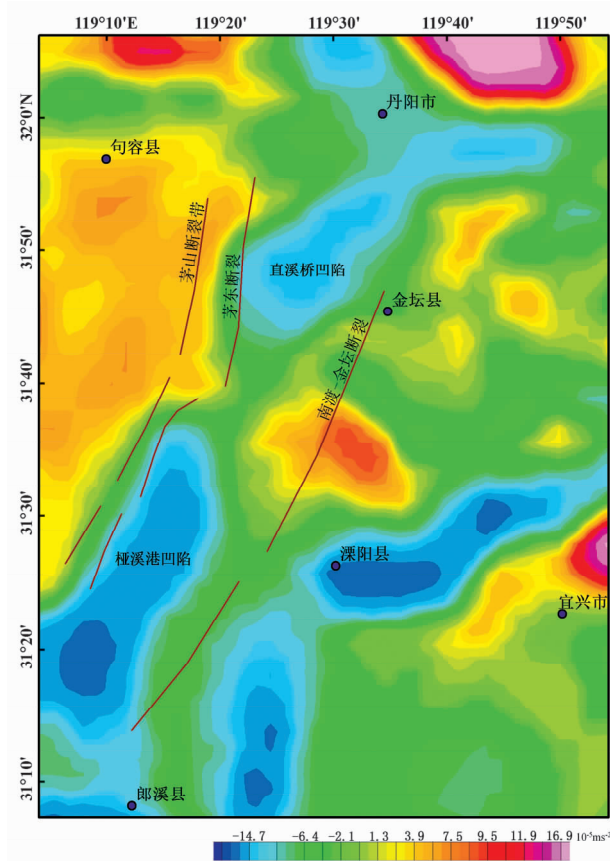 119°10′E 119°20′ 119°30′ 119°40′ 119°50′
32°0′N
丹阳市
句容县
31°50′
茅山断裂带
茅东断裂
直溪桥凹陷
金坛县
31°40′
南渡-金坛断裂
31°30′
桠溪港凹陷
溧阳县
宜兴市
31°20′
31°10′
郎溪县
-14.7 -6.4 -2.1 1.3 3.9 7.5 9.5 11.9 16.9 10⁻⁵ms⁻²